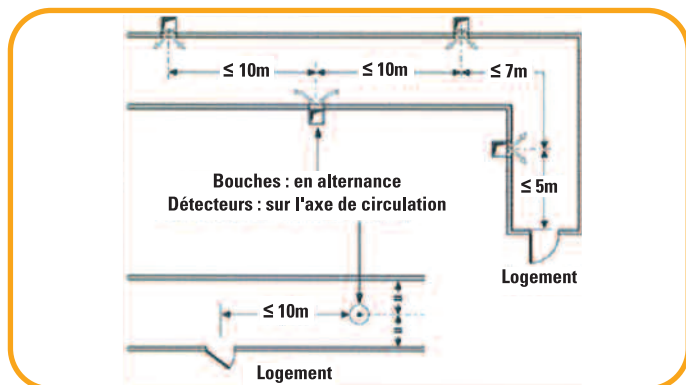 ≤ 10m
≤ 10m
≤ 7m
≤ 5m
Bouches : en alternance
Détecteurs : sur l'axe de circulation
Logement
≤ 10m
=
=
Logement